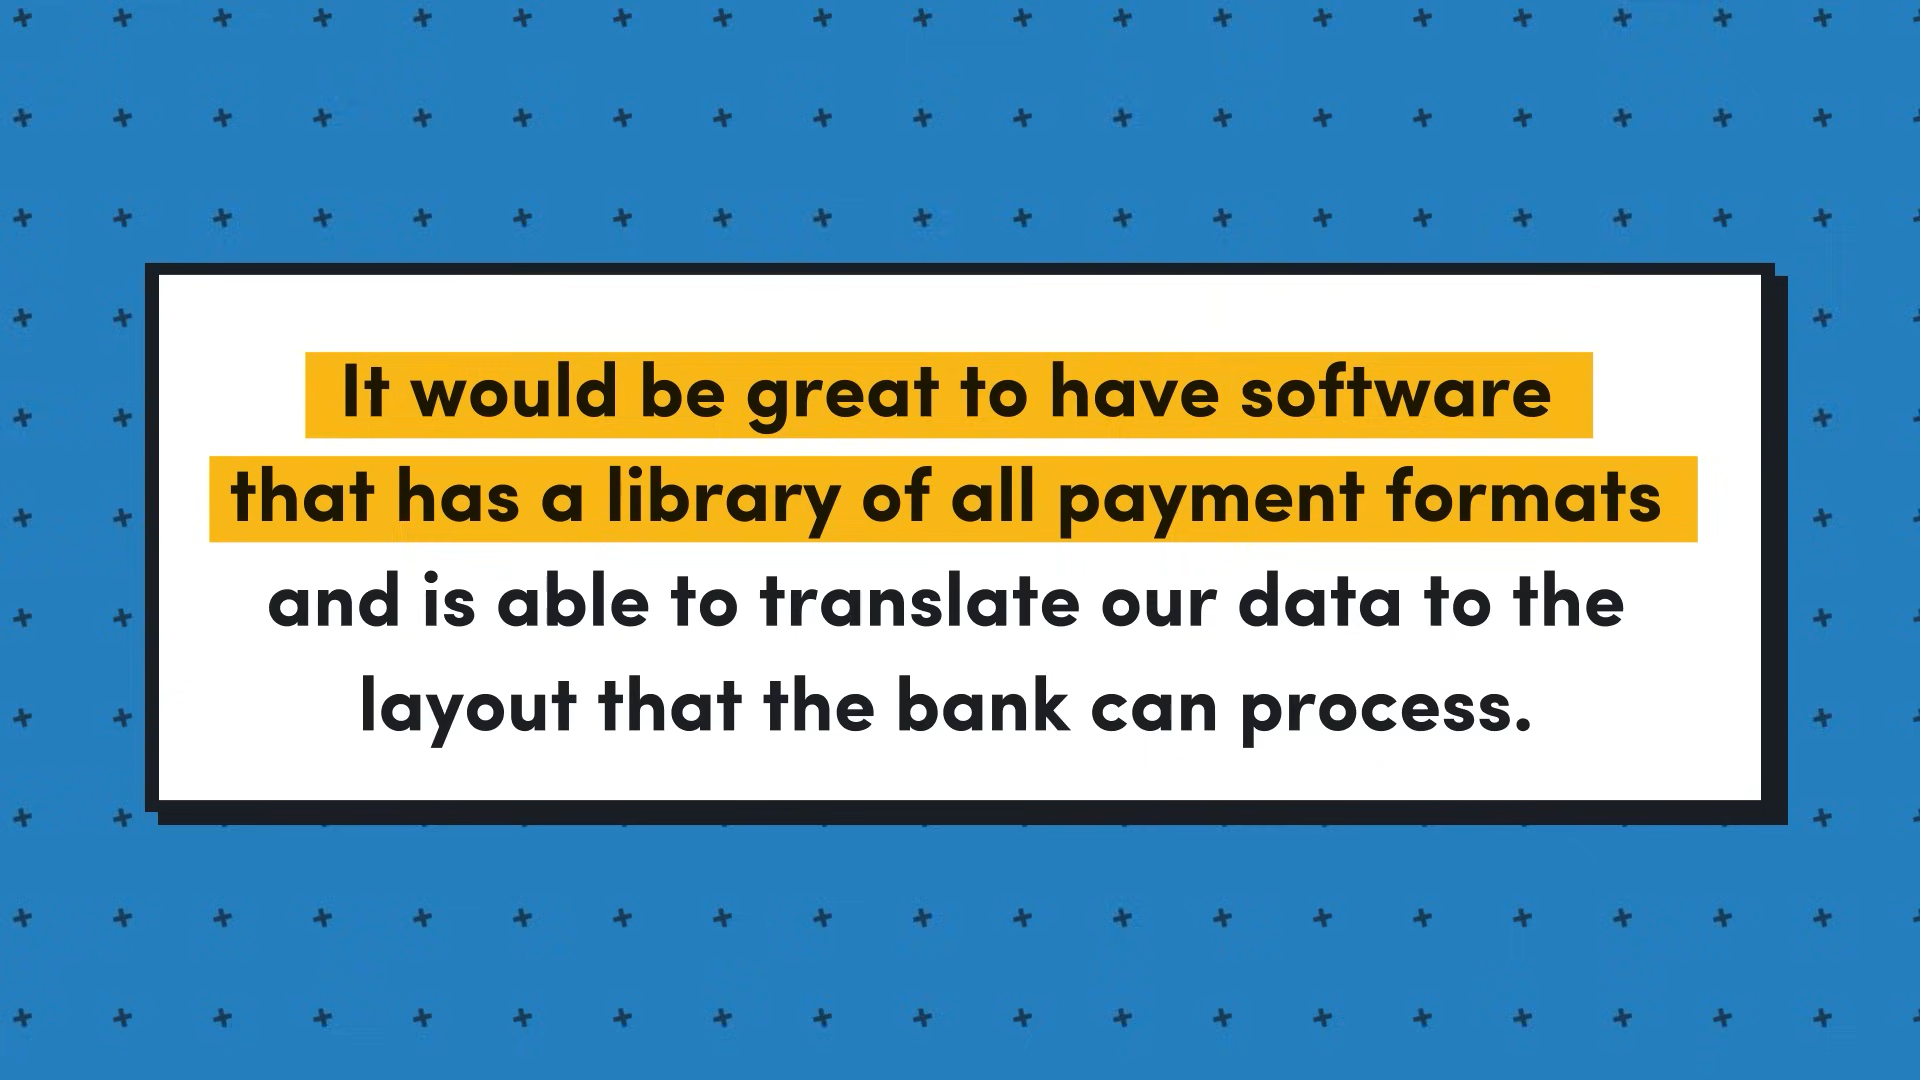 It would be great to have software
that has a library of all payment formats
and is able to translate our data to the
layout that the bank can process.